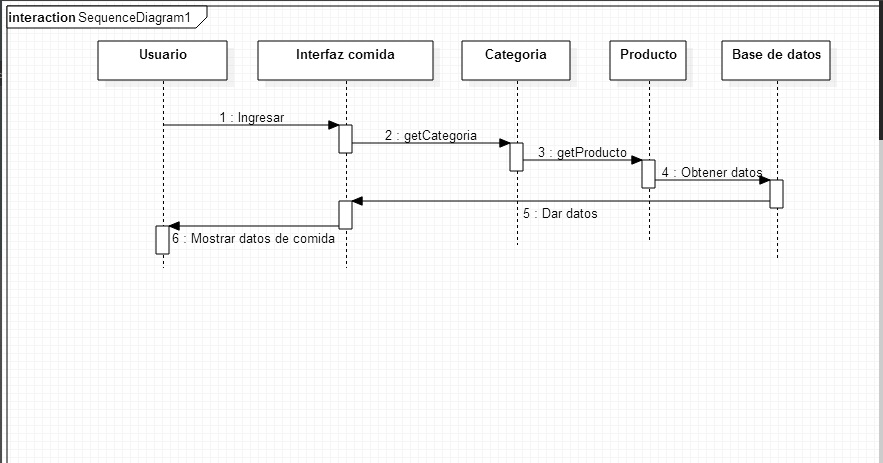 interaction SequenceDiagram1
Usuario
Interfaz comida
Categoria
Producto
Base de datos
1 : Ingresar
2 : getCategoria
3 : getProducto
4 : Obtener datos
5 : Dar datos
6 : Mostrar datos de comida